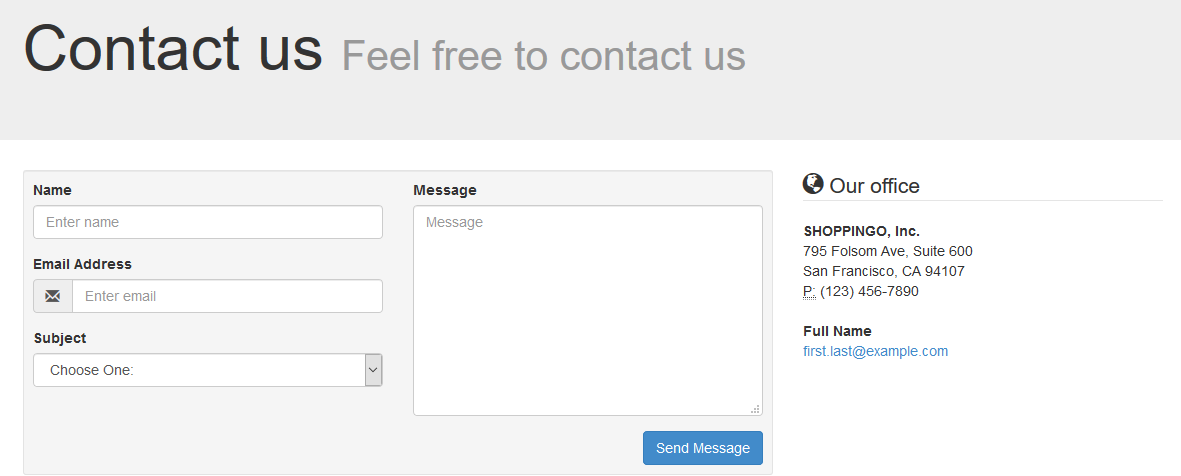 Contact us Feel free to contact us
Name
Enter name
Email Address
Enter email
Subject
Choose One:
Message
Message
Send Message
Our office
SHOPPINGO, Inc.
795 Folsom Ave, Suite 600
San Francisco, CA 94107
P: (123) 456-7890
Full Name
first.last@example.com